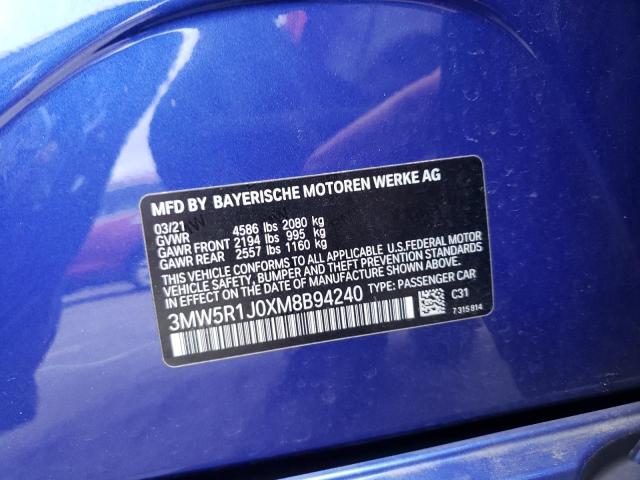 MFD BY BAYERISCHE MOTOREN WERKE AG
03/21
GVWR 4586 lbs 2080 kg
GAWR FRONT 2194 lbs 995 kg
GAWR REAR 2557 lbs 1160 kg
THIS VEHICLE CONFORMS TO ALL APPLICABLE U.S.FEDERAL MOTOR
VEHICLE SAFETY, BUMPER AND THEFT PREVENTION STANDARDS
IN EFFECT ON THE DATE OF MANUFACTURE SHOWN ABOVE.
3MW5R1J0XM8B94240 TYPE: PASSENGER CAR
C31
7 315 814